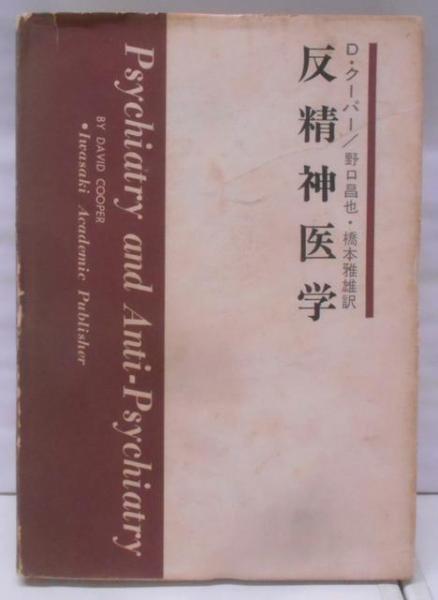 D・クーパー/野口昌也・橋本雅雄訳
反精神医学
Psychiatry and Anti-Psychiatry
BY DAVID COOPER
•Iwasaki Academic Publisher